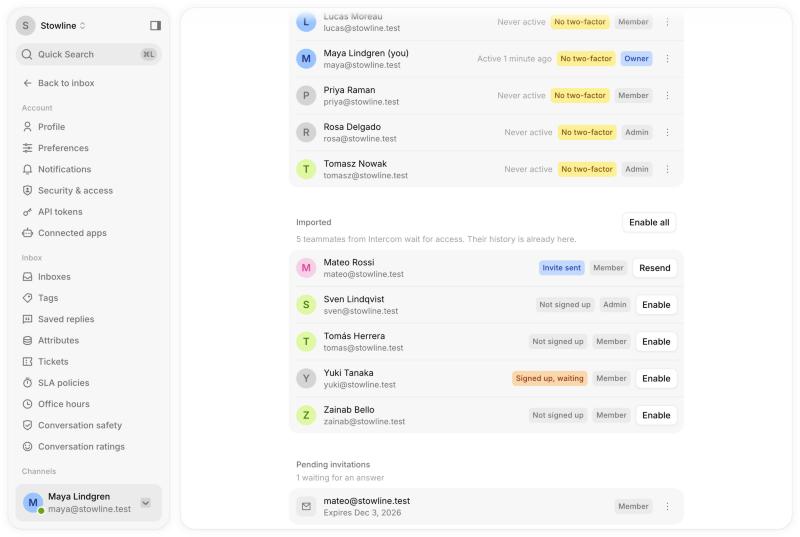 S Stowline
Quick Search ⌘L
Back to inbox
Account
Profile
Preferences
Notifications
Security & access
API tokens
Connected apps
Inbox
Inboxes
Tags
Saved replies
Attributes
Tickets
SLA policies
Office hours
Conversation safety
Conversation ratings
Channels
M Maya Lindgren
maya@stowline.test
L Lucas Moreau
lucas@stowline.test
Never active No two-factor Member
M Maya Lindgren (you)
maya@stowline.test
Active 1 minute ago No two-factor Owner
P Priya Raman
priya@stowline.test
Never active No two-factor Member
R Rosa Delgado
rosa@stowline.test
Never active No two-factor Admin
T Tomasz Nowak
tomasz@stowline.test
Never active No two-factor Admin
Imported
Enable all
5 teammates from Intercom wait for access. Their history is already here.
M Mateo Rossi
mateo@stowline.test
Invite sent Member Resend
S Sven Lindqvist
sven@stowline.test
Not signed up Admin Enable
T Tomás Herrera
tomas@stowline.test
Not signed up Member Enable
Y Yuki Tanaka
yuki@stowline.test
Signed up, waiting Member Enable
Z Zainab Bello
zainab@stowline.test
Not signed up Member Enable
Pending invitations
1 waiting for an answer
mateo@stowline.test
Expires Dec 3, 2026
Member